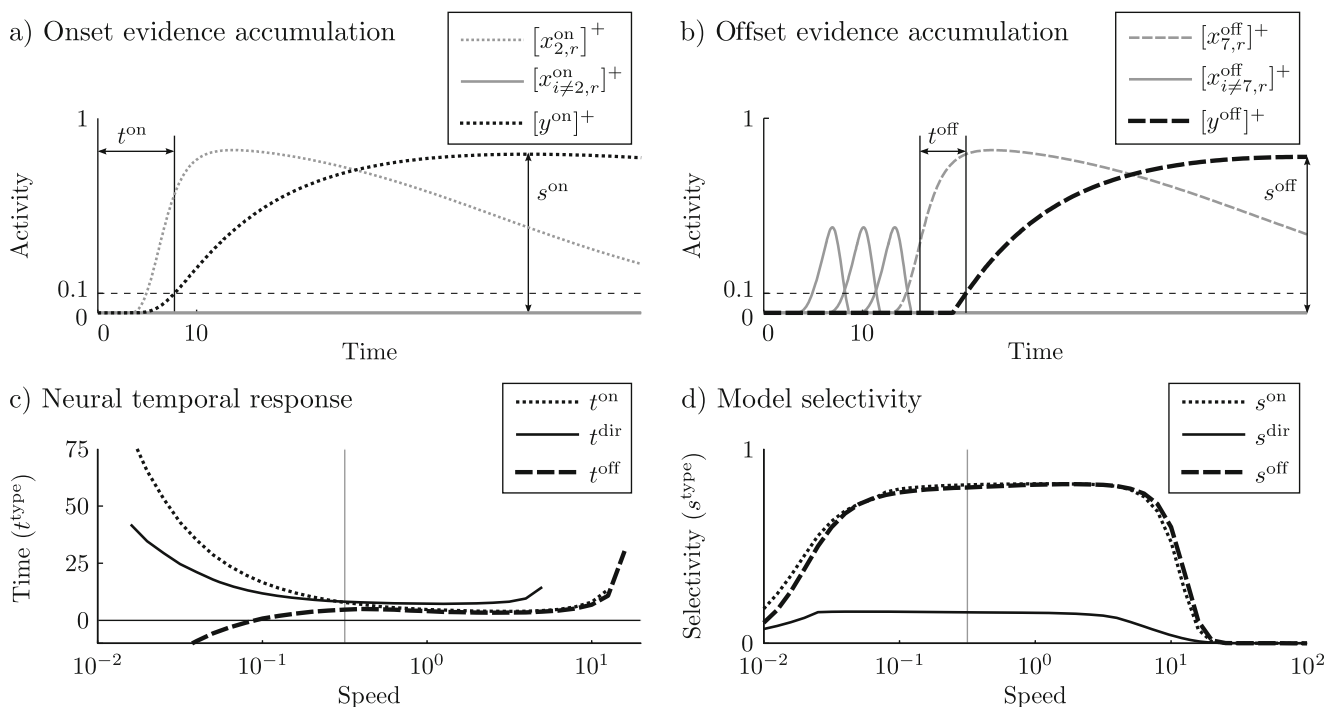 a) Onset evidence accumulation
[x^on_2,r]^+
[x^on_i≠2,r]^+
[y^on]^+
1
t^on
Activity
s^on
0.1
0
0
10
Time
b) Offset evidence accumulation
[x^off_7,r]^+
[x^off_i≠7,r]^+
[y^off]^+
1
t^off
Activity
s^off
0.1
0
0
10
Time
c) Neural temporal response
t^on
t^dir
t^off
75
50
25
0
Time (t^type)
10^−2
10^−1
10^0
10^1
Speed
d) Model selectivity
s^on
s^dir
s^off
1
Selectivity (s^type)
0
10^−2
10^−1
10^0
10^1
10^2
Speed